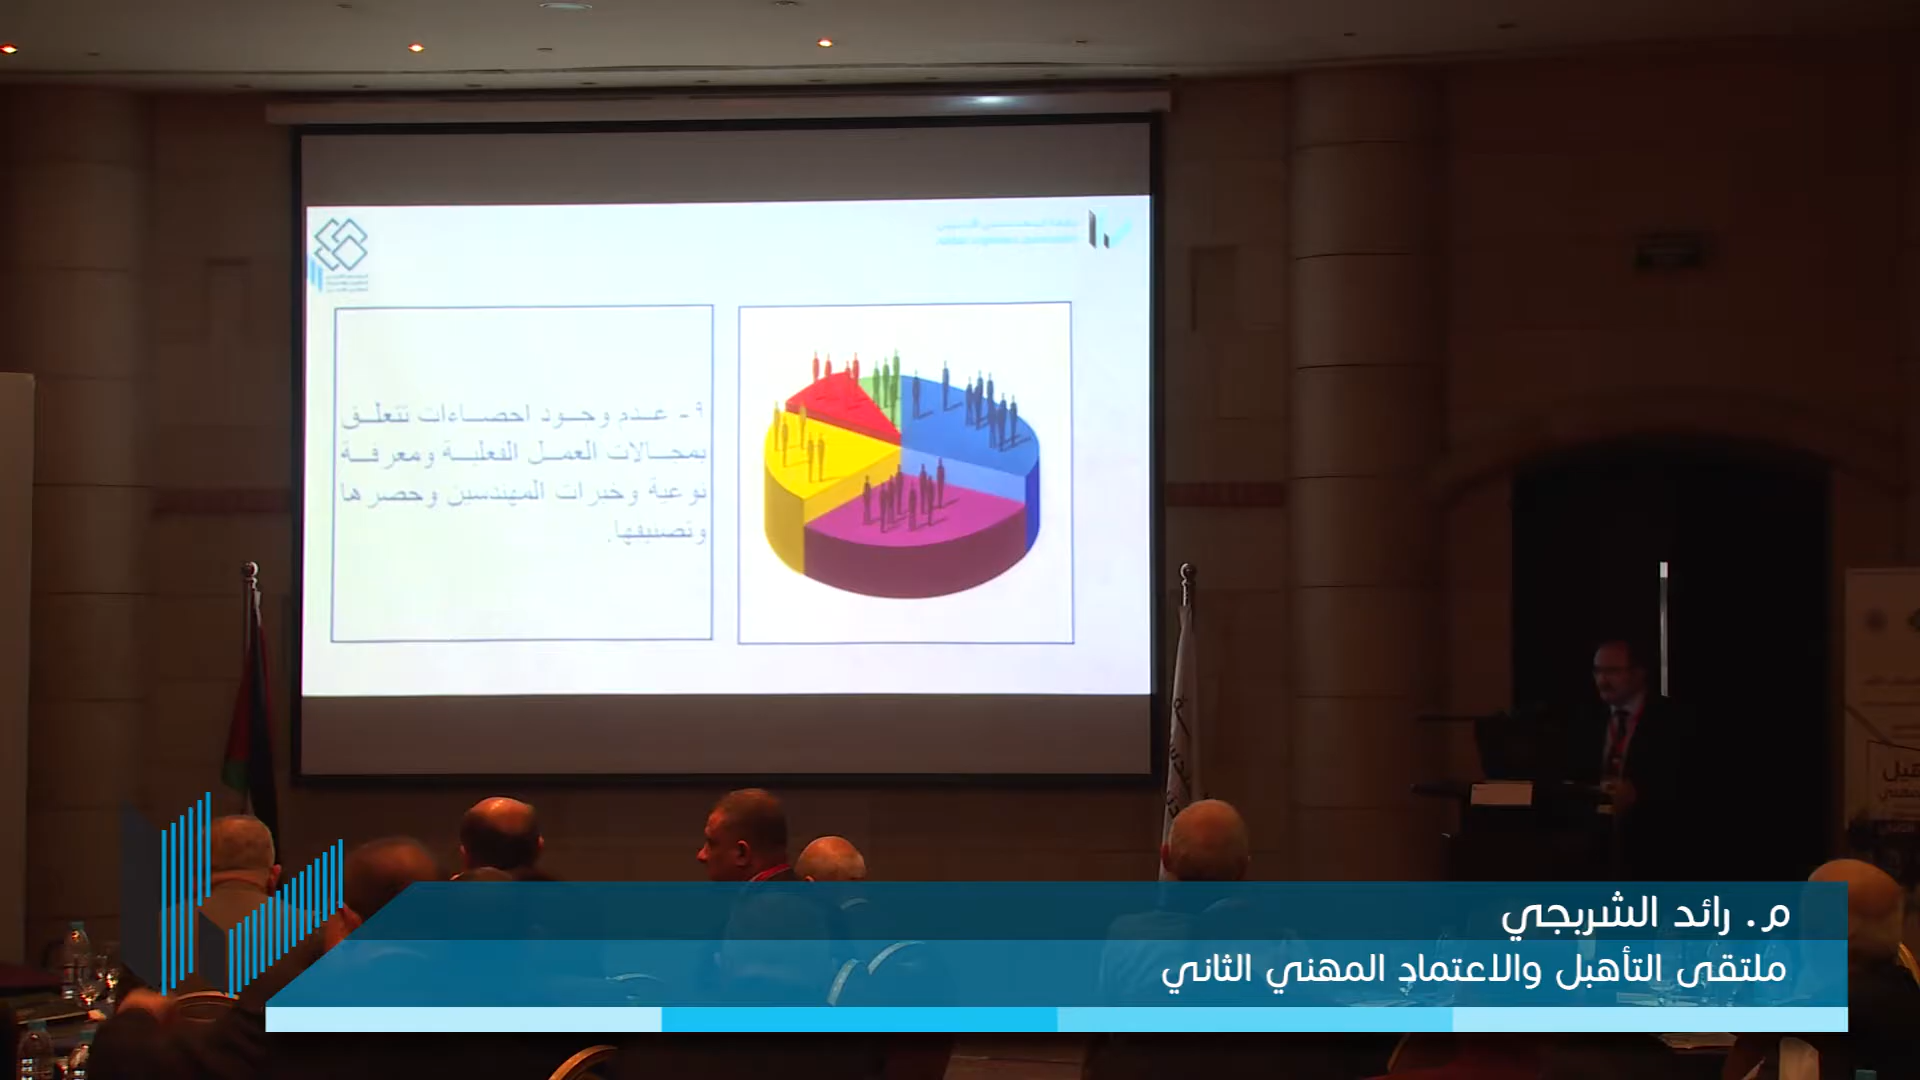 ٩- عدم وجود احصاءات تتعلق
بمجالات العمل الفعلية ومعرفة
نوعية وخبرات المهندسين وحصرها
وتصنيفها.
م. رائد الشربجي
ملتقى التأهيل والاعتماد المهني الثاني